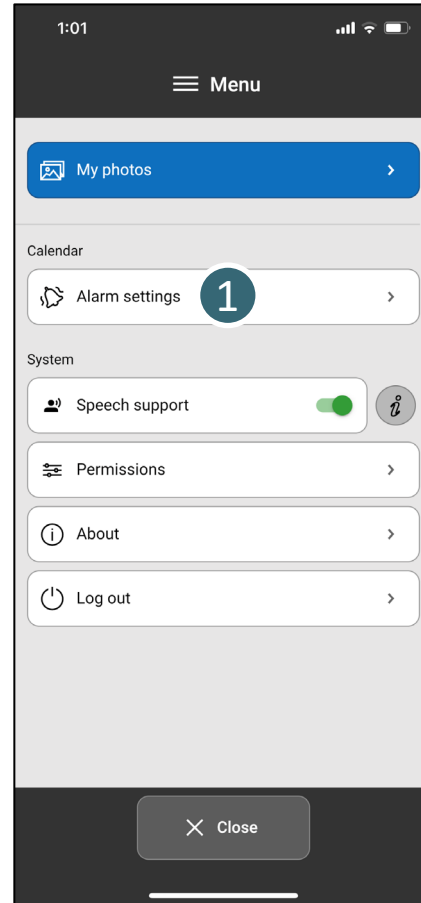 1:01
Menu
My photos
Calendar
Alarm settings 1
System
Speech support i
Permissions
About
Log out
Close